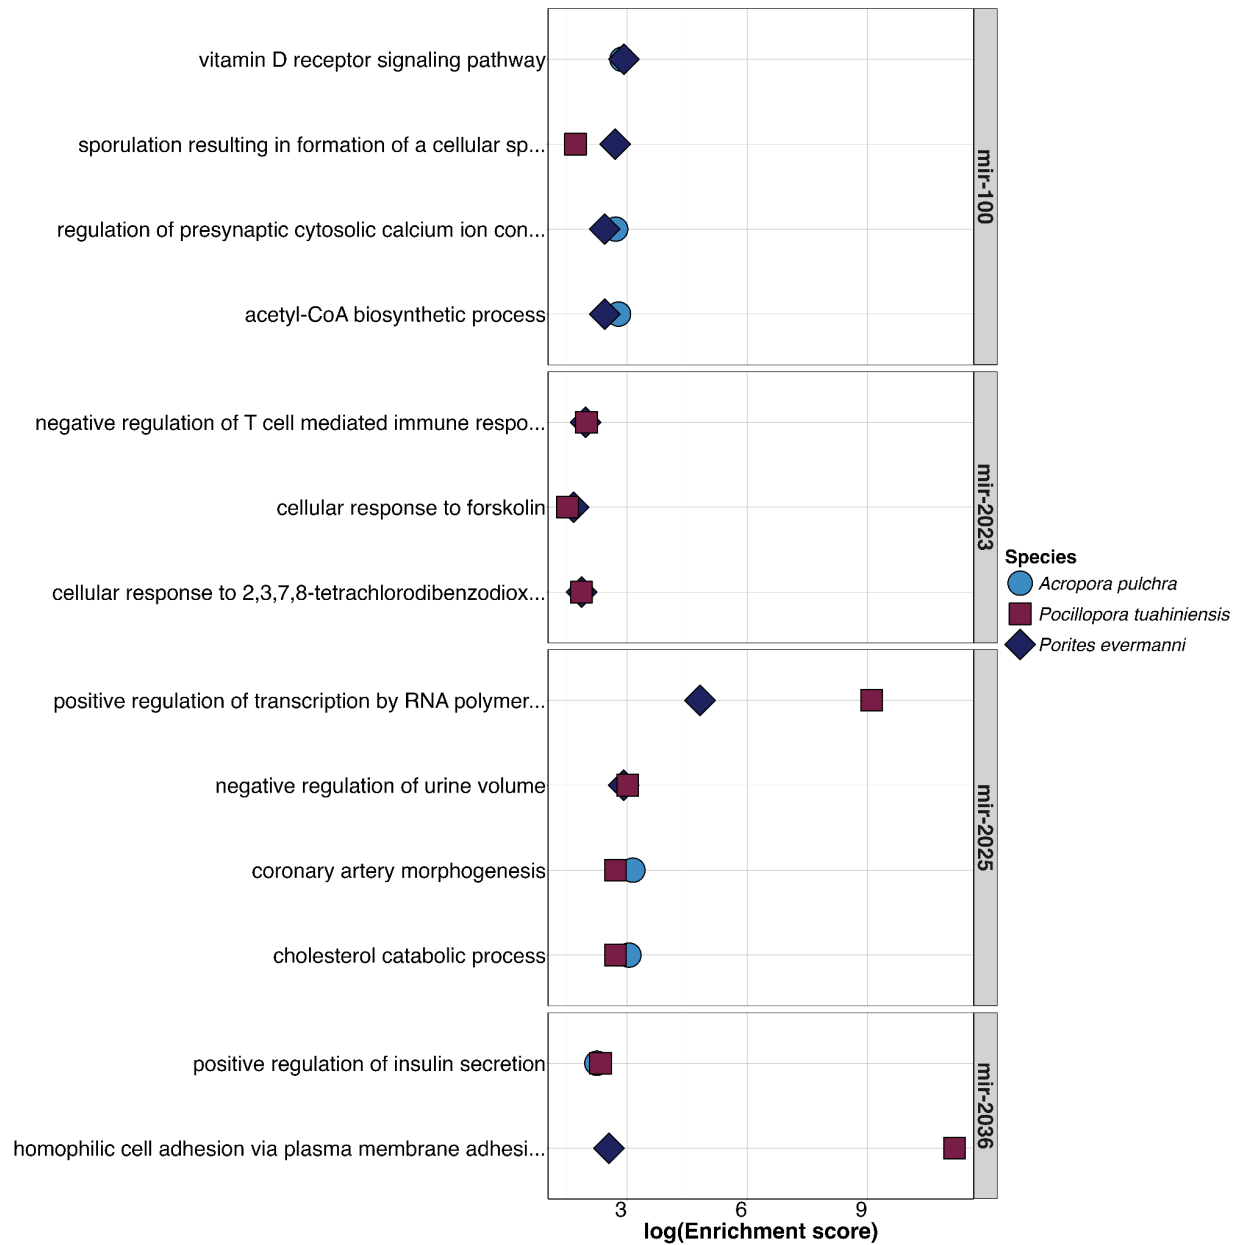 vitamin D receptor signaling pathway
sporulation resulting in formation of a cellular sp...
regulation of presynaptic cytosolic calcium ion con...
acetyl-CoA biosynthetic process
mir-100
negative regulation of T cell mediated immune respo...
cellular response to forskolin
cellular response to 2,3,7,8-tetrachlorodibenzodiox...
mir-2023
positive regulation of transcription by RNA polymer...
negative regulation of urine volume
coronary artery morphogenesis
cholesterol catabolic process
mir-2025
positive regulation of insulin secretion
homophilic cell adhesion via plasma membrane adhesi...
mir-2036
3 6 9
log(Enrichment score)
Species
Acropora pulchra
Pocillopora tuahiniensis
Porites evermanni